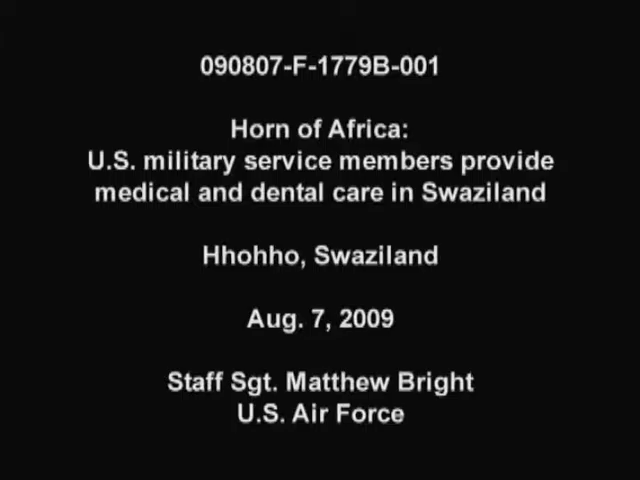 090807-F-1779B-001
Horn of Africa:
U.S. military service members provide
medical and dental care in Swaziland
Hhohho, Swaziland
Aug. 7, 2009
Staff Sgt. Matthew Bright
U.S. Air Force